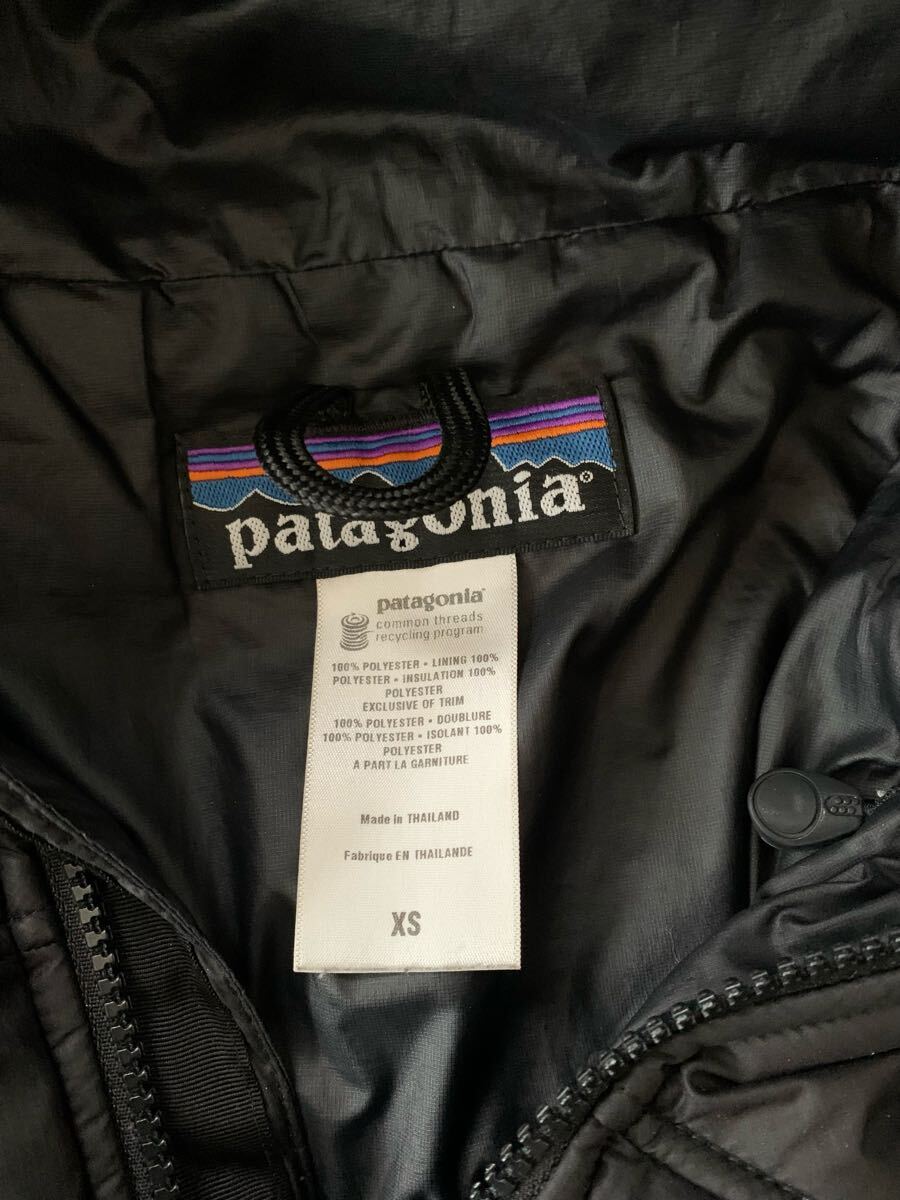 patagonia®
patagonia®
common threads
recycling program
100% POLYESTER • LINING 100%
POLYESTER • INSULATION 100%
POLYESTER
EXCLUSIVE OF TRIM
100% POLYESTER • DOUBLURE
100% POLYESTER • ISOLANT 100%
POLYESTER
A PART LA GARNITURE
Made in THAILAND
Fabrique EN THAILANDE
XS